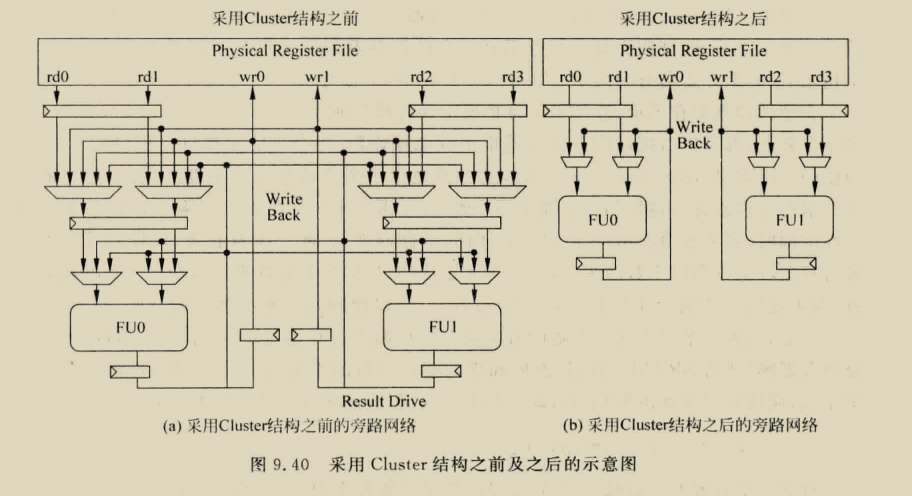 采用Cluster结构之前
采用Cluster结构之后
Physical Register File
rd0 rd1 wr0 wr1 rd2 rd3
Physical Register File
rd0 rd1 wr0 wr1 rd2 rd3
Write
Back
Write
Back
FU0
FU1
FU0
FU1
Result Drive
(a) 采用Cluster结构之前的旁路网络
(b) 采用Cluster结构之后的旁路网络
图 9.40 采用 Cluster 结构之前及之后的示意图